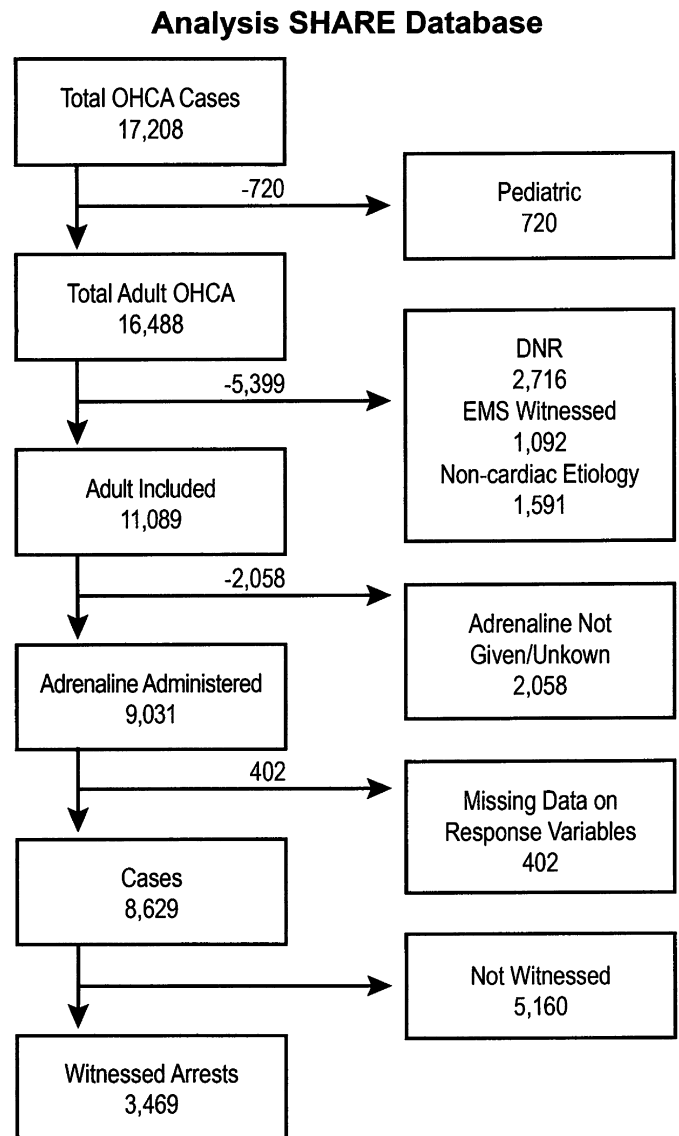 Analysis SHARE Database
Total OHCA Cases
17,208
-720
Pediatric
720
Total Adult OHCA
16,488
-5,399
DNR
2,716
EMS Witnessed
1,092
Non-cardiac Etiology
1,591
Adult Included
11,089
-2,058
Adrenaline Not
Given/Unkown
2,058
Adrenaline Administered
9,031
402
Missing Data on
Response Variables
402
Cases
8,629
Not Witnessed
5,160
Witnessed Arrests
3,469